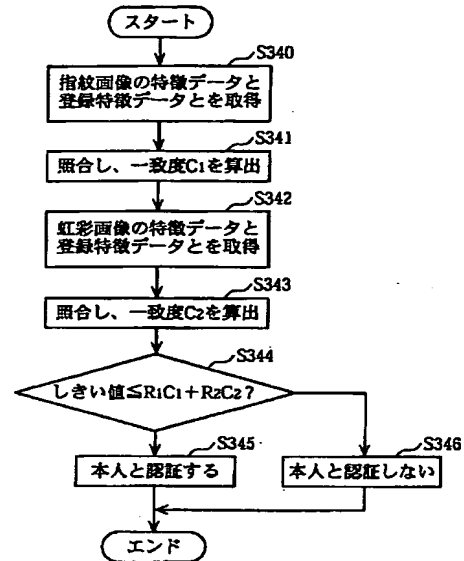 スタート
S340
指紋画像の特徴データと
登録特徴データとを取得
S341
照合し、一致度C1を算出
S342
虹彩画像の特徴データと
登録特徴データとを取得
S343
照合し、一致度C2を算出
S344
しきい値≦R1C1+R2C2?
S345
本人と認証する
S346
本人と認証しない
エンド